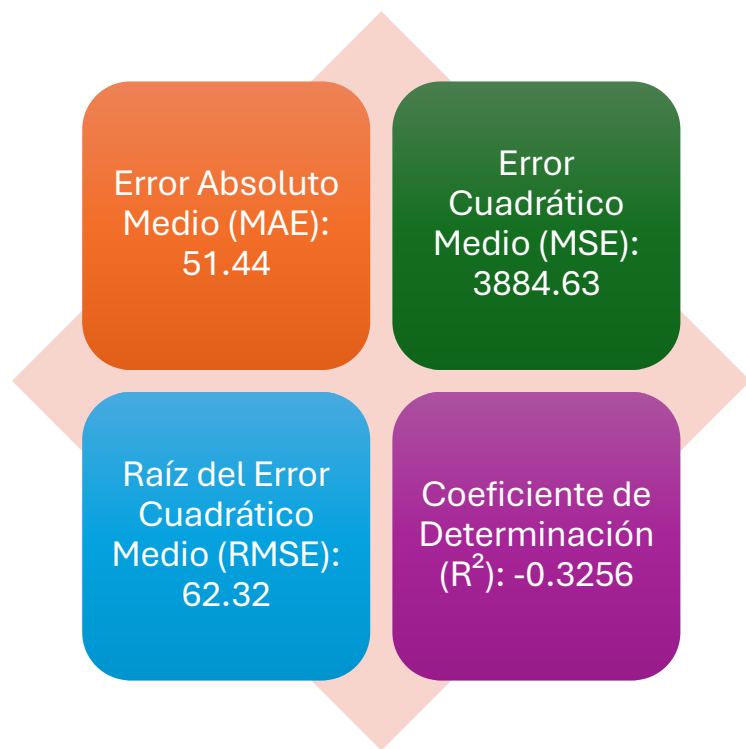 Error Absoluto
Medio (MAE):
51.44
Error
Cuadrático
Medio (MSE):
3884.63
Raíz del Error
Cuadrático
Medio (RMSE):
62.32
Coeficiente de
Determinación
(R²): -0.3256